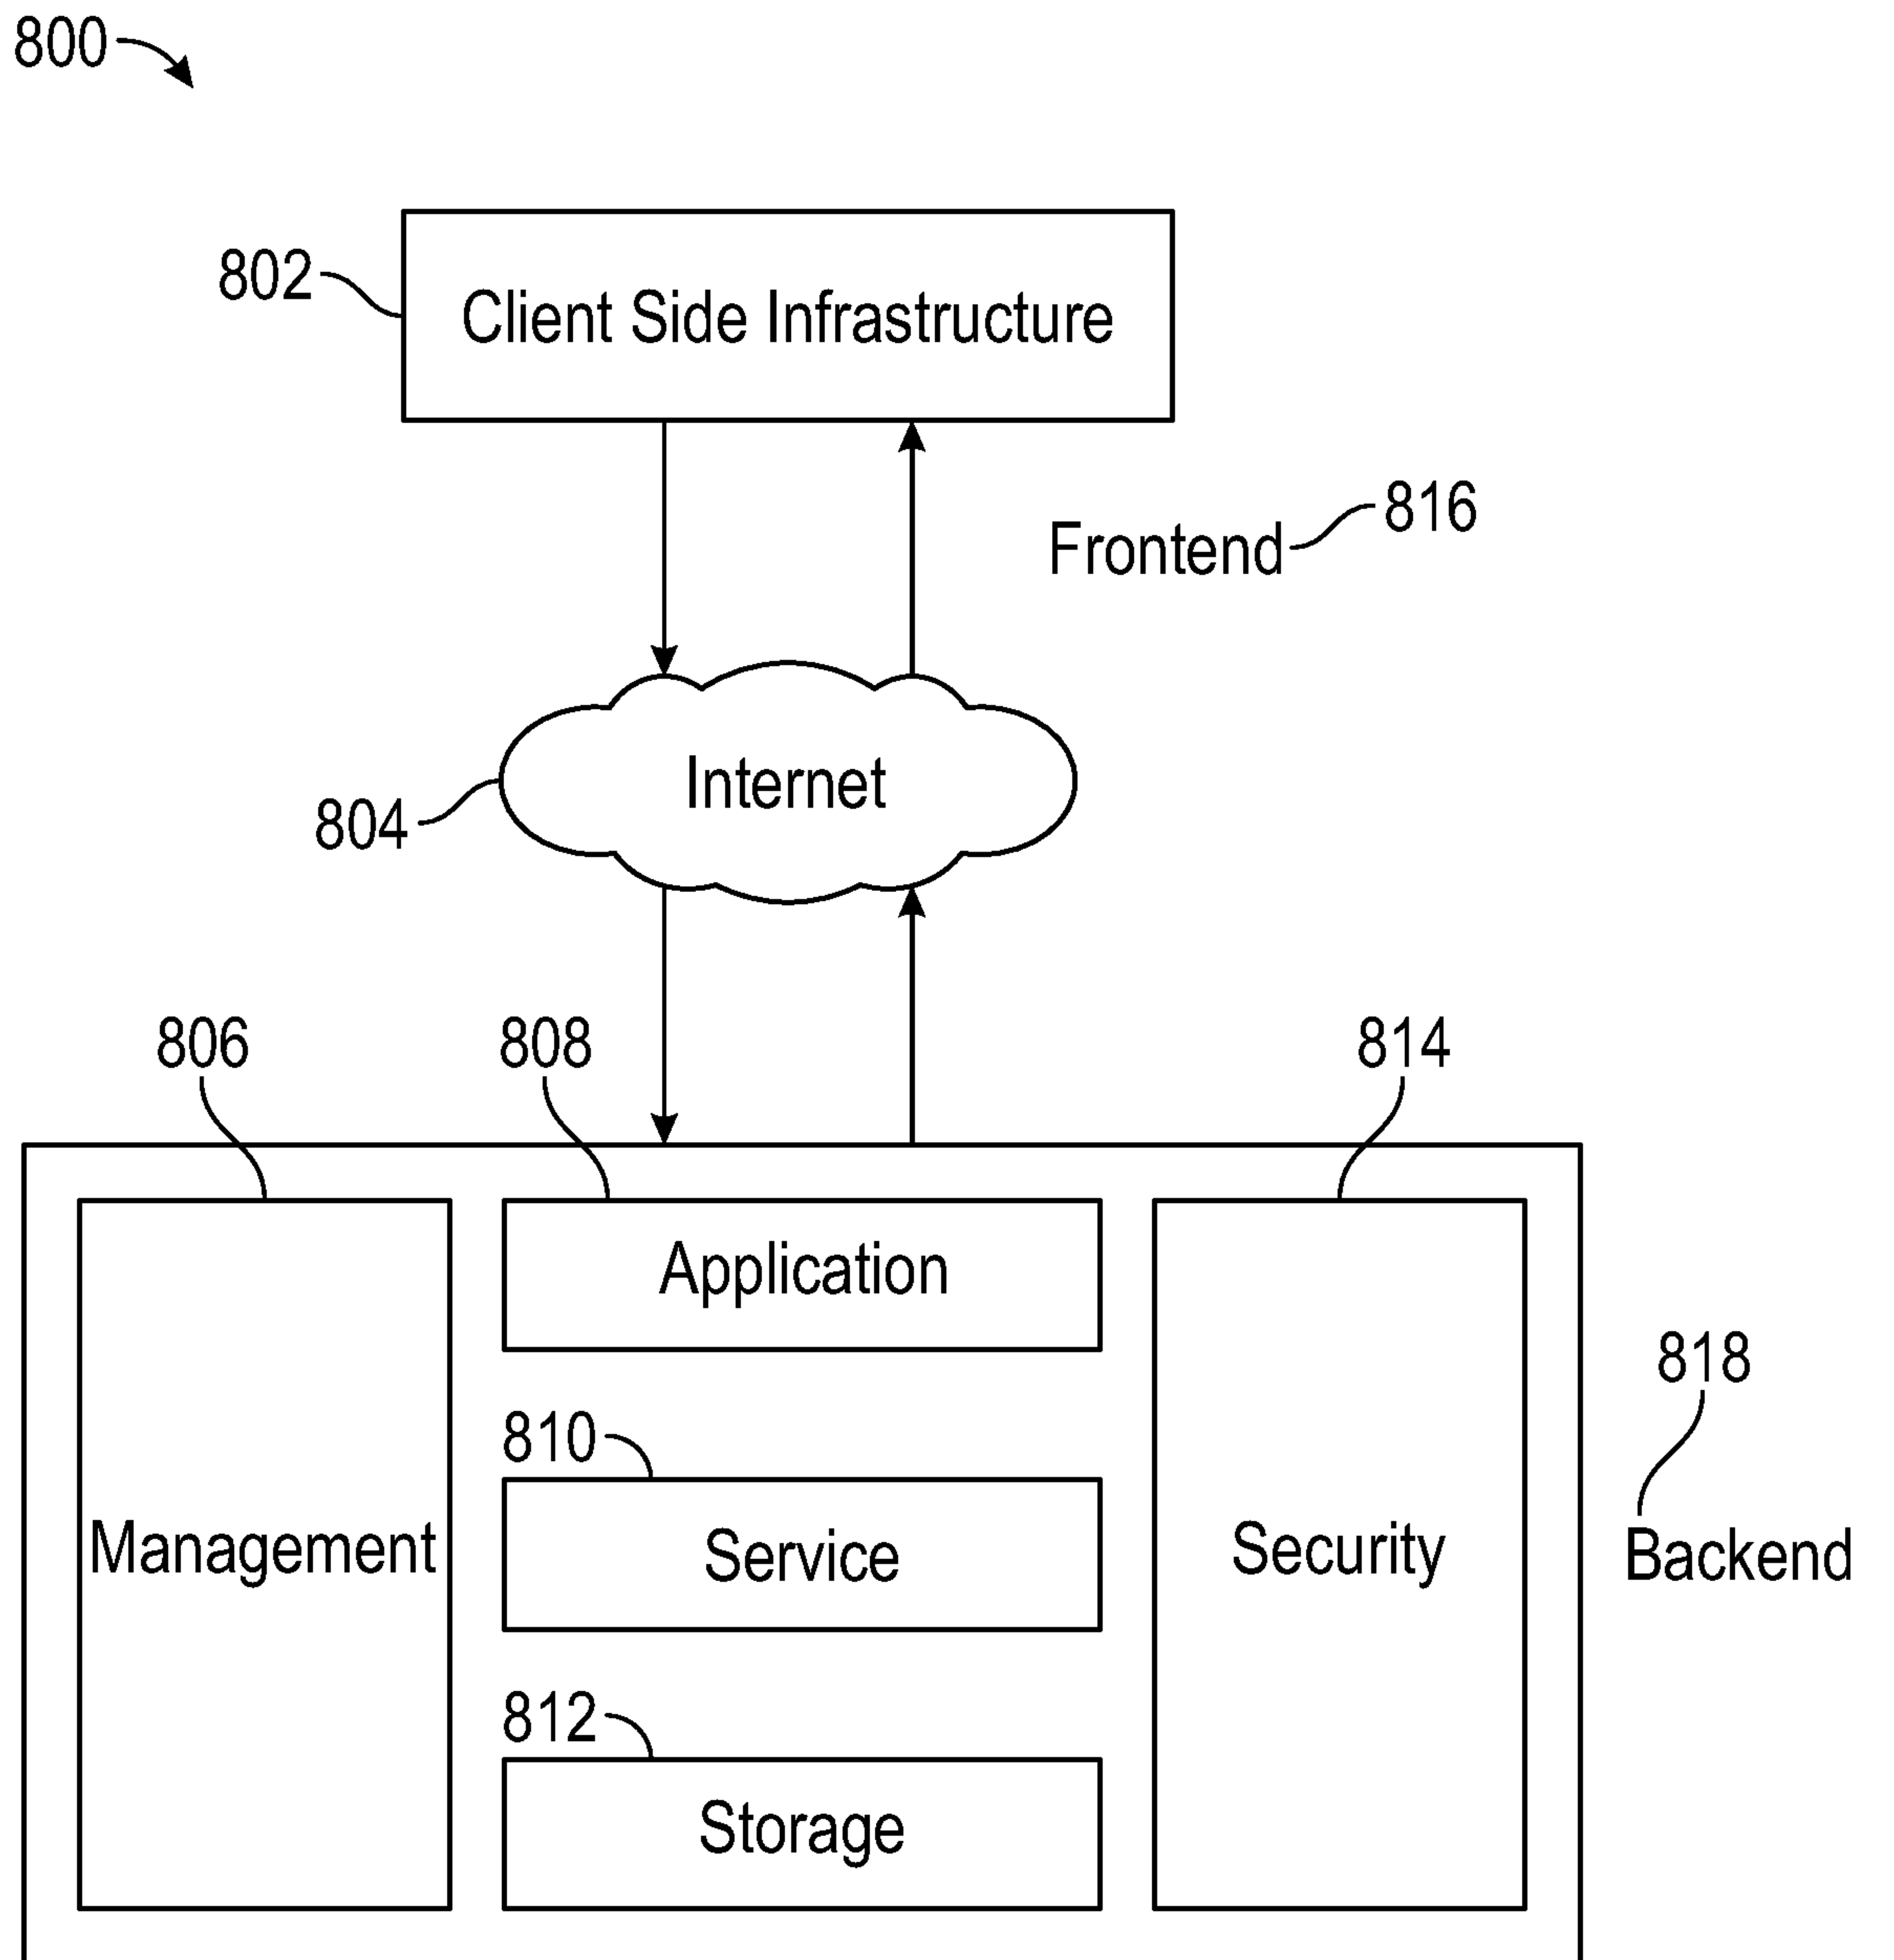 800
802
Client Side Infrastructure
816
Frontend
Internet
804
806
808
814
Application
818
810
Management
Service
Security
Backend
812
Storage